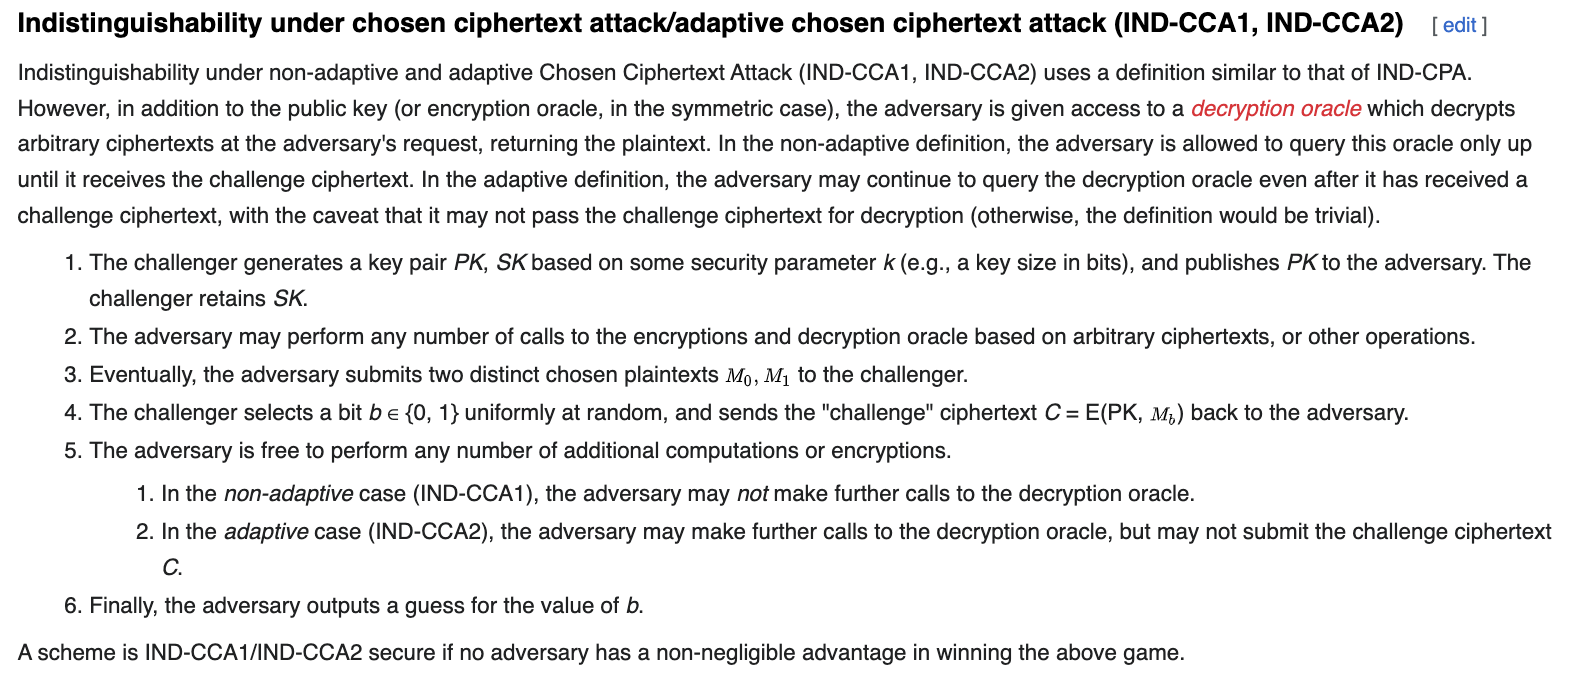 Indistinguishability under chosen ciphertext attack/adaptive chosen ciphertext attack (IND-CCA1, IND-CCA2) [ edit ]
Indistinguishability under non-adaptive and adaptive Chosen Ciphertext Attack (IND-CCA1, IND-CCA2) uses a definition similar to that of IND-CPA.
However, in addition to the public key (or encryption oracle, in the symmetric case), the adversary is given access to a decryption oracle which decrypts
arbitrary ciphertexts at the adversary's request, returning the plaintext. In the non-adaptive definition, the adversary is allowed to query this oracle only up
until it receives the challenge ciphertext. In the adaptive definition, the adversary may continue to query the decryption oracle even after it has received a
challenge ciphertext, with the caveat that it may not pass the challenge ciphertext for decryption (otherwise, the definition would be trivial).
1. The challenger generates a key pair PK, SK based on some security parameter k (e.g., a key size in bits), and publishes PK to the adversary. The
challenger retains SK.
2. The adversary may perform any number of calls to the encryptions and decryption oracle based on arbitrary ciphertexts, or other operations.
3. Eventually, the adversary submits two distinct chosen plaintexts M₀, M₁ to the challenger.
4. The challenger selects a bit b ∈ {0, 1} uniformly at random, and sends the "challenge" ciphertext C = E(PK, M_b) back to the adversary.
5. The adversary is free to perform any number of additional computations or encryptions.
1. In the non-adaptive case (IND-CCA1), the adversary may not make further calls to the decryption oracle.
2. In the adaptive case (IND-CCA2), the adversary may make further calls to the decryption oracle, but may not submit the challenge ciphertext
C.
6. Finally, the adversary outputs a guess for the value of b.
A scheme is IND-CCA1/IND-CCA2 secure if no adversary has a non-negligible advantage in winning the above game.